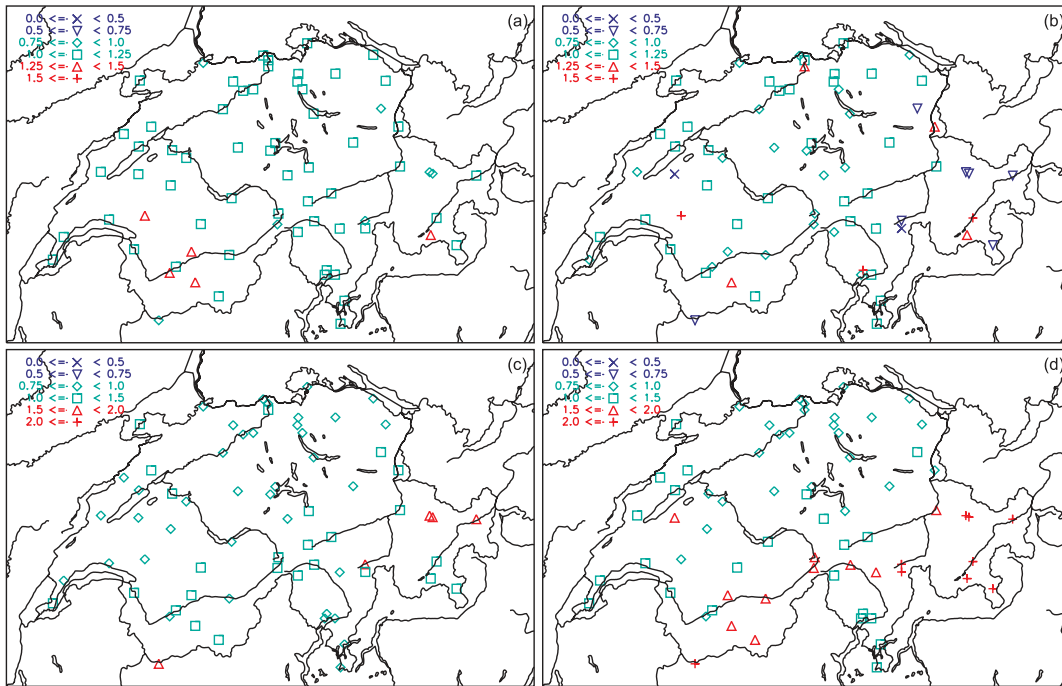 (a)
0.0 <=· × < 0.5
0.5 <=· ▽ < 0.75
0.75 <=· ◇ < 1.0
1.0 <=· □ < 1.25
1.25 <=· △ < 1.5
1.5 <=· +
(b)
0.0 <=· × < 0.5
0.5 <=· ▽ < 0.75
0.75 <=· ◇ < 1.0
1.0 <=· □ < 1.25
1.25 <=· △ < 1.5
1.5 <=· +
(c)
0.0 <=· × < 0.5
0.5 <=· ▽ < 0.75
0.75 <=· ◇ < 1.0
1.0 <=· □ < 1.5
1.5 <=· △ < 2.0
2.0 <=· +
(d)
0.0 <=· × < 0.5
0.5 <=· ▽ < 0.75
0.75 <=· ◇ < 1.0
1.0 <=· □ < 1.5
1.5 <=· △ < 2.0
2.0 <=· +